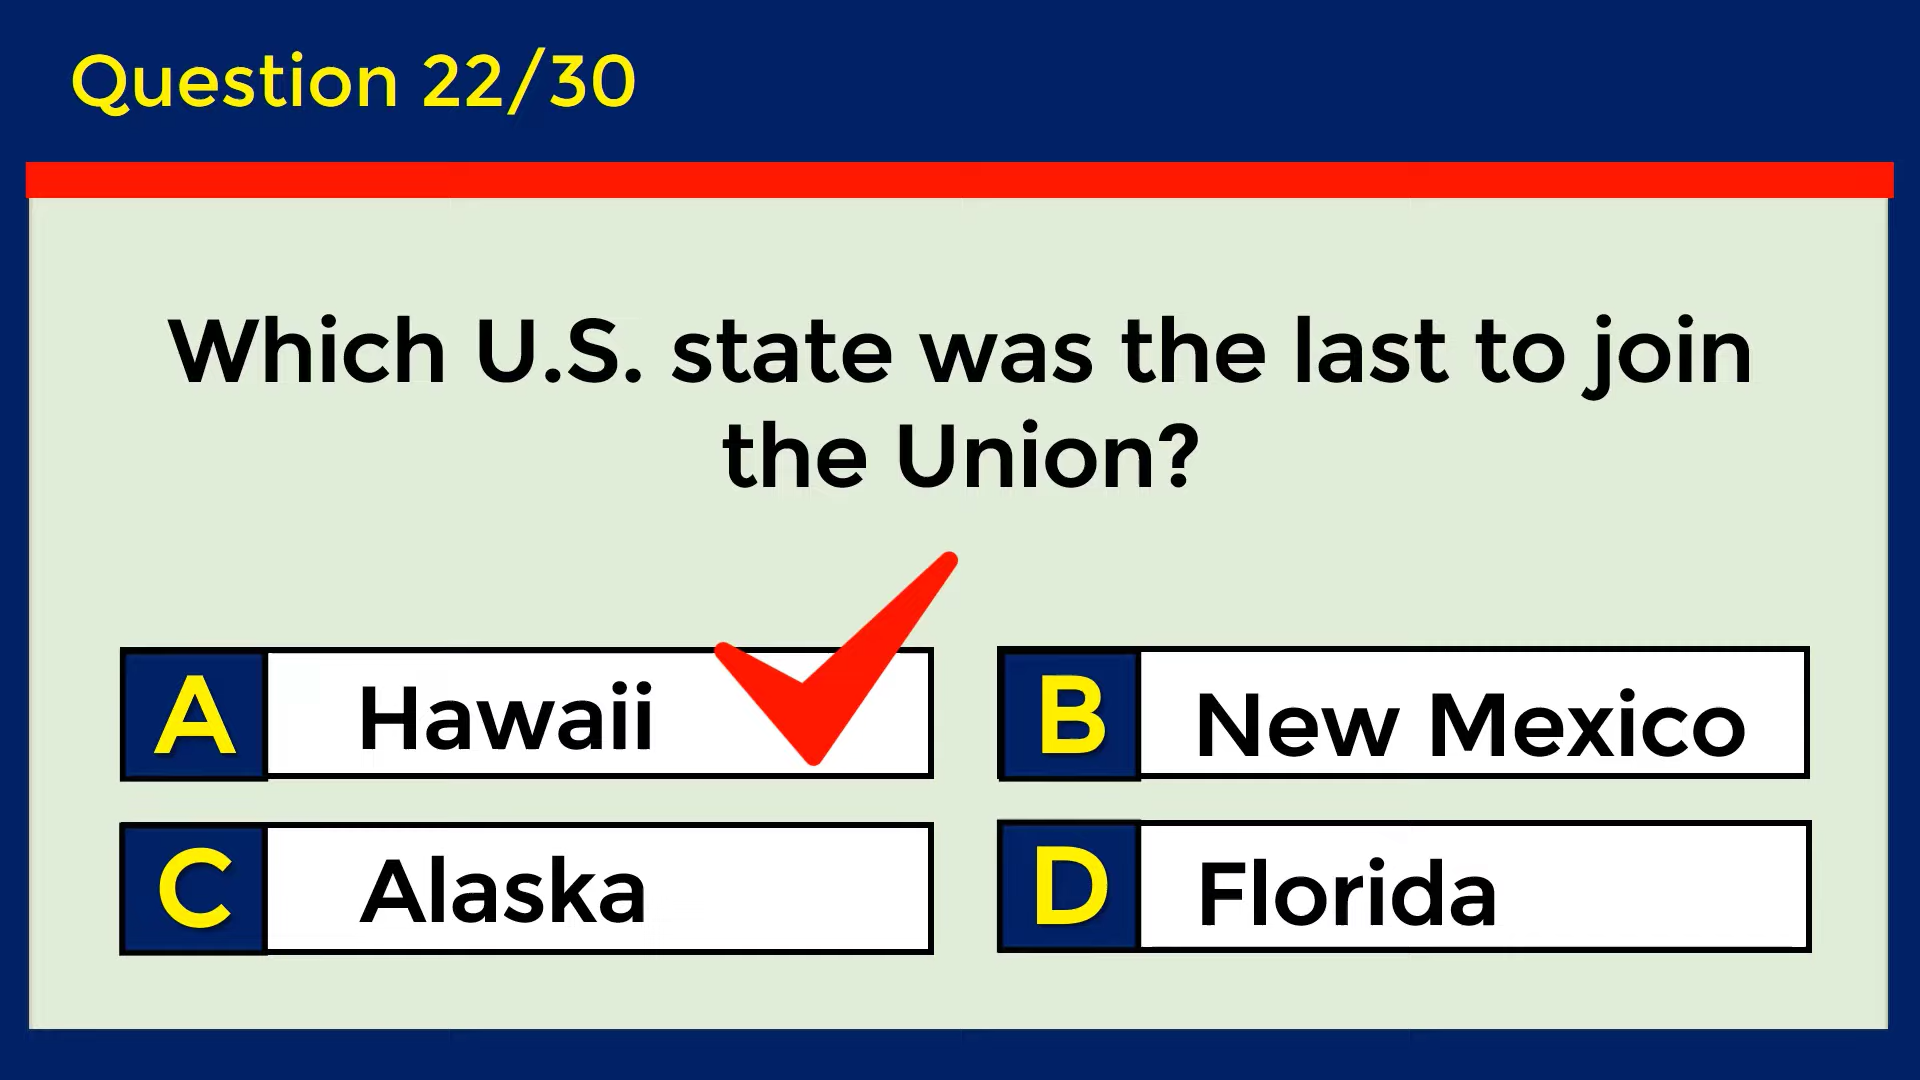 Question 22/30
Which U.S. state was the last to join
the Union?
A Hawaii
B New Mexico
C Alaska
D Florida